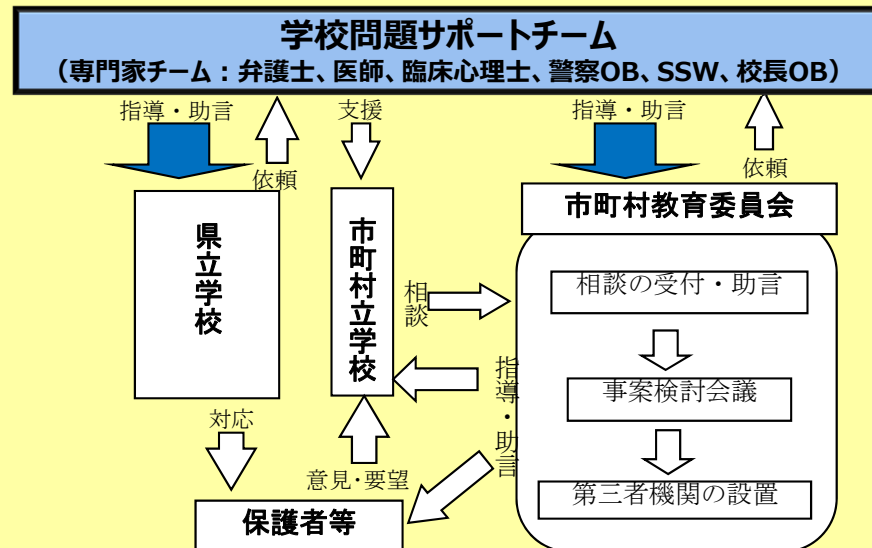 学校問題サポートチーム
（専門家チーム：弁護士、医師、臨床心理士、警察OB、SSW、校長OB）
指導・助言
依頼
支援
指導・助言
依頼
県立学校
市町村立学校
市町村教育委員会
相談
相談の受付・助言
指導・助言
事案検討会議
第三者機関の設置
対応
意見・要望
保護者等